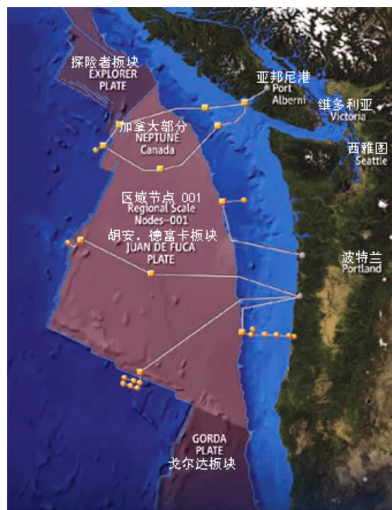 探险者板块
EXPLORER
PLATE
亚邦尼港
Port
Alberni
维多利亚
Victoria
加拿大部分
NEPTUNE
Canada
西雅图
Seattle
区域节点 001
Regional Scale
Nodes-001
胡安．德富卡板块
JUAN DE FUCA
PLATE
波特兰
Portland
GORDA
PLATE
戈尔达板块